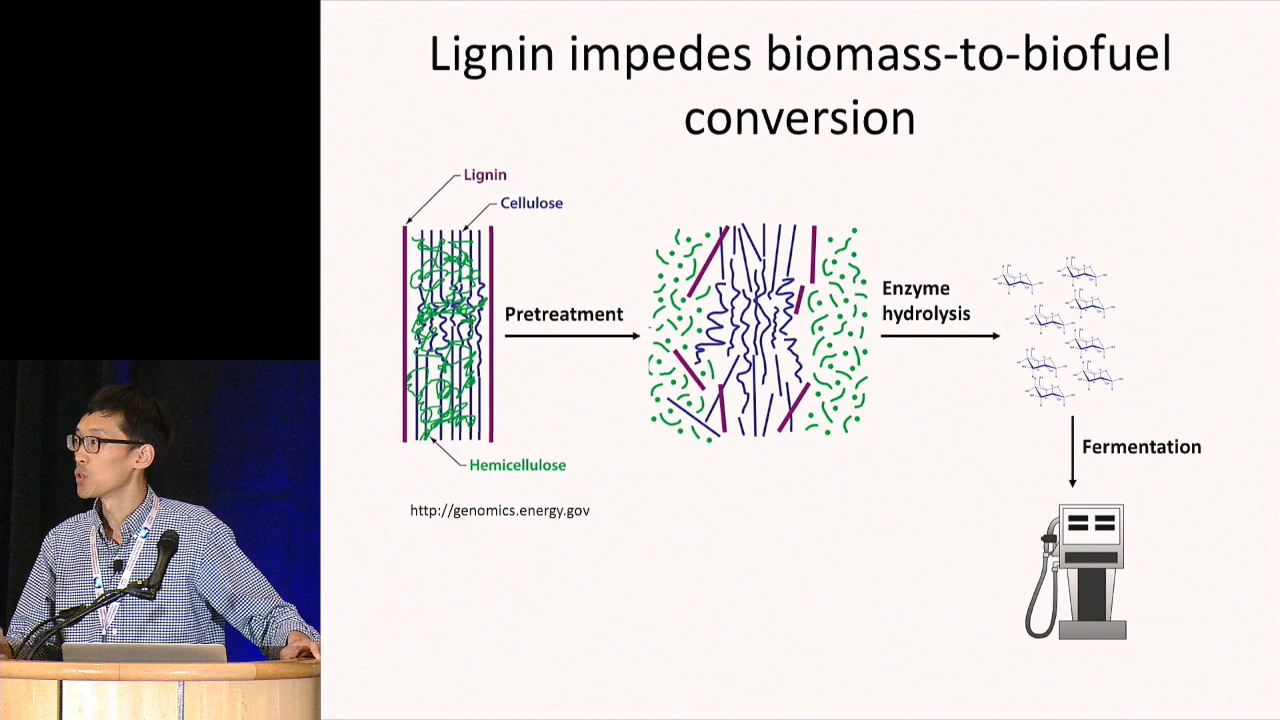 Lignin impedes biomass-to-biofuel
conversion
Lignin
Cellulose
Pretreatment
Enzyme
hydrolysis
Fermentation
Hemicellulose
http://genomics.energy.gov